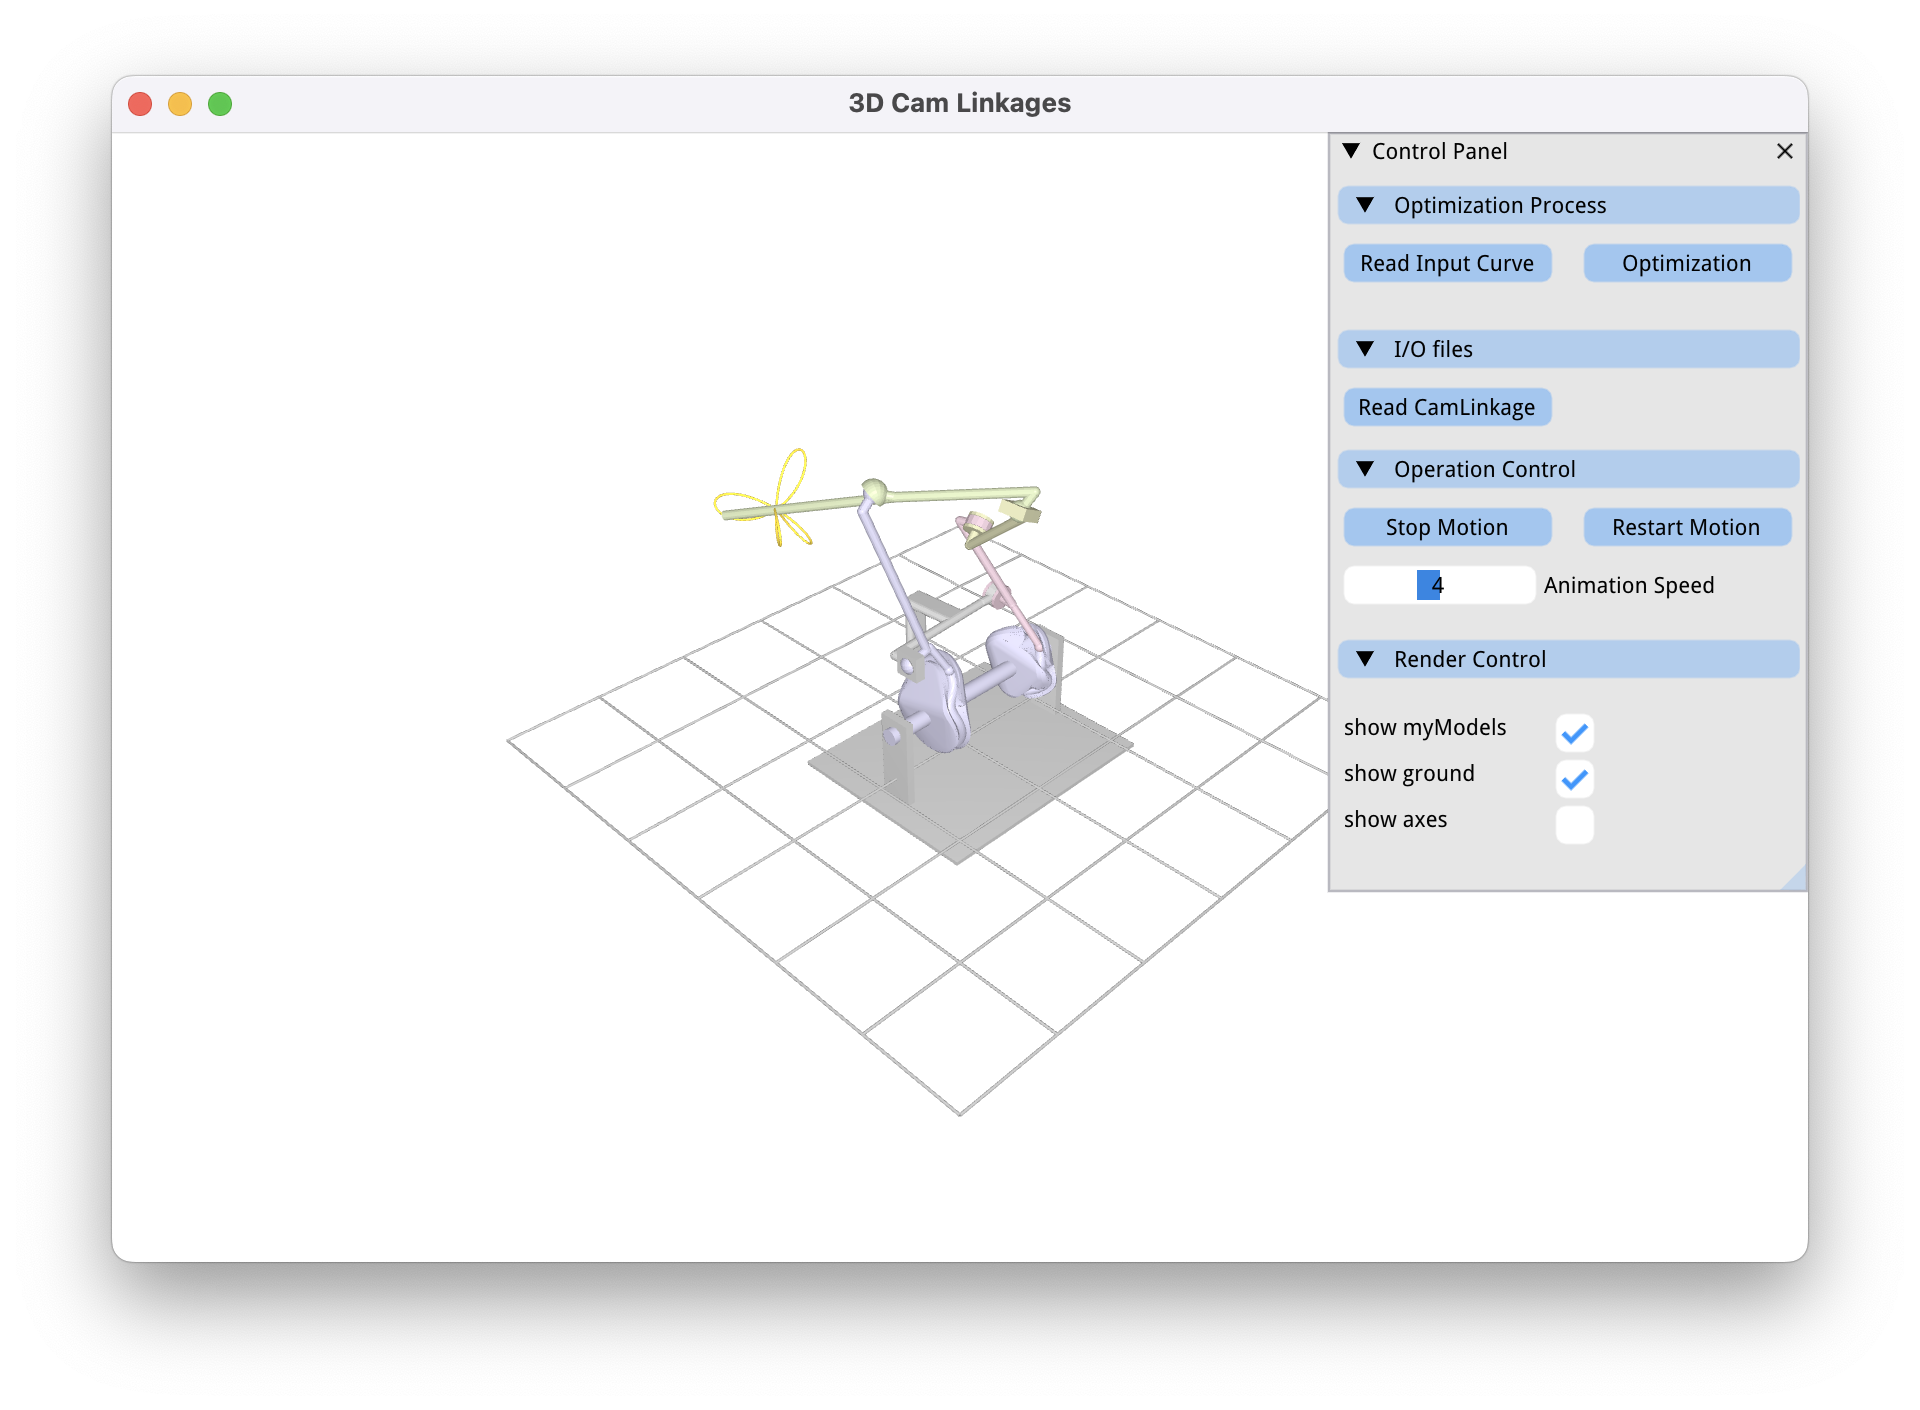 3D Cam Linkages
Control Panel
Optimization Process
Read Input Curve Optimization
I/O files
Read CamLinkage
Operation Control
Stop Motion Restart Motion
4 Animation Speed
Render Control
show myModels
show ground
show axes